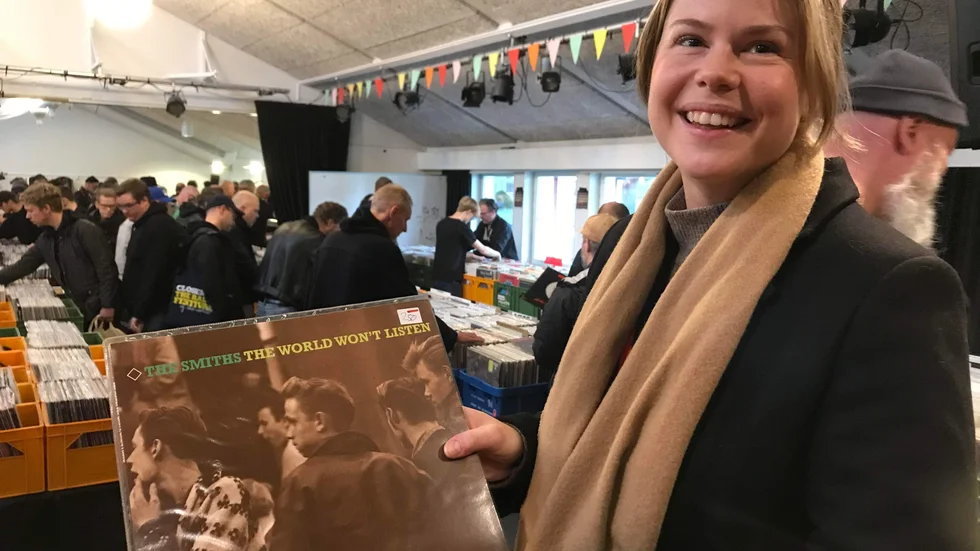 THE SMITHS THE WORLD WON'T LISTEN